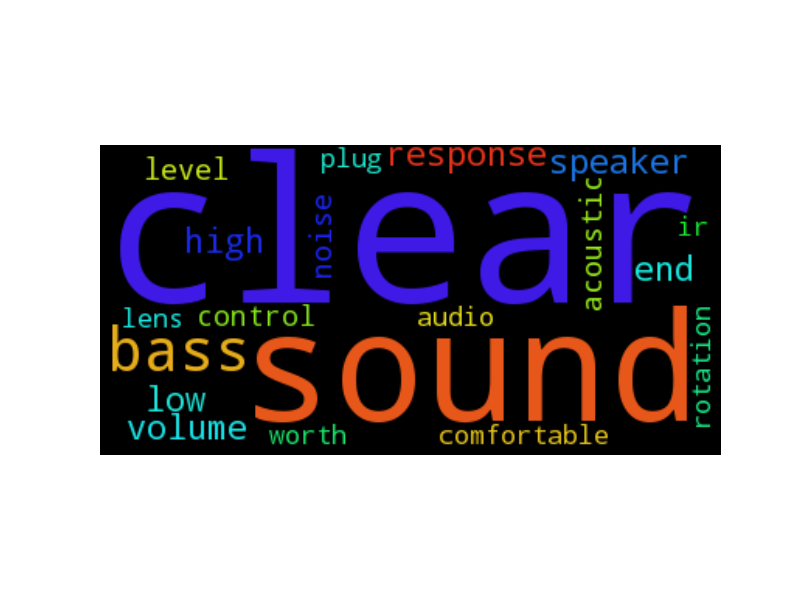 level
plug
response
speaker
clear
high
noise
acoustic
ir
end
lens
control
audio
bass
sound
rotation
low
volume
worth
comfortable